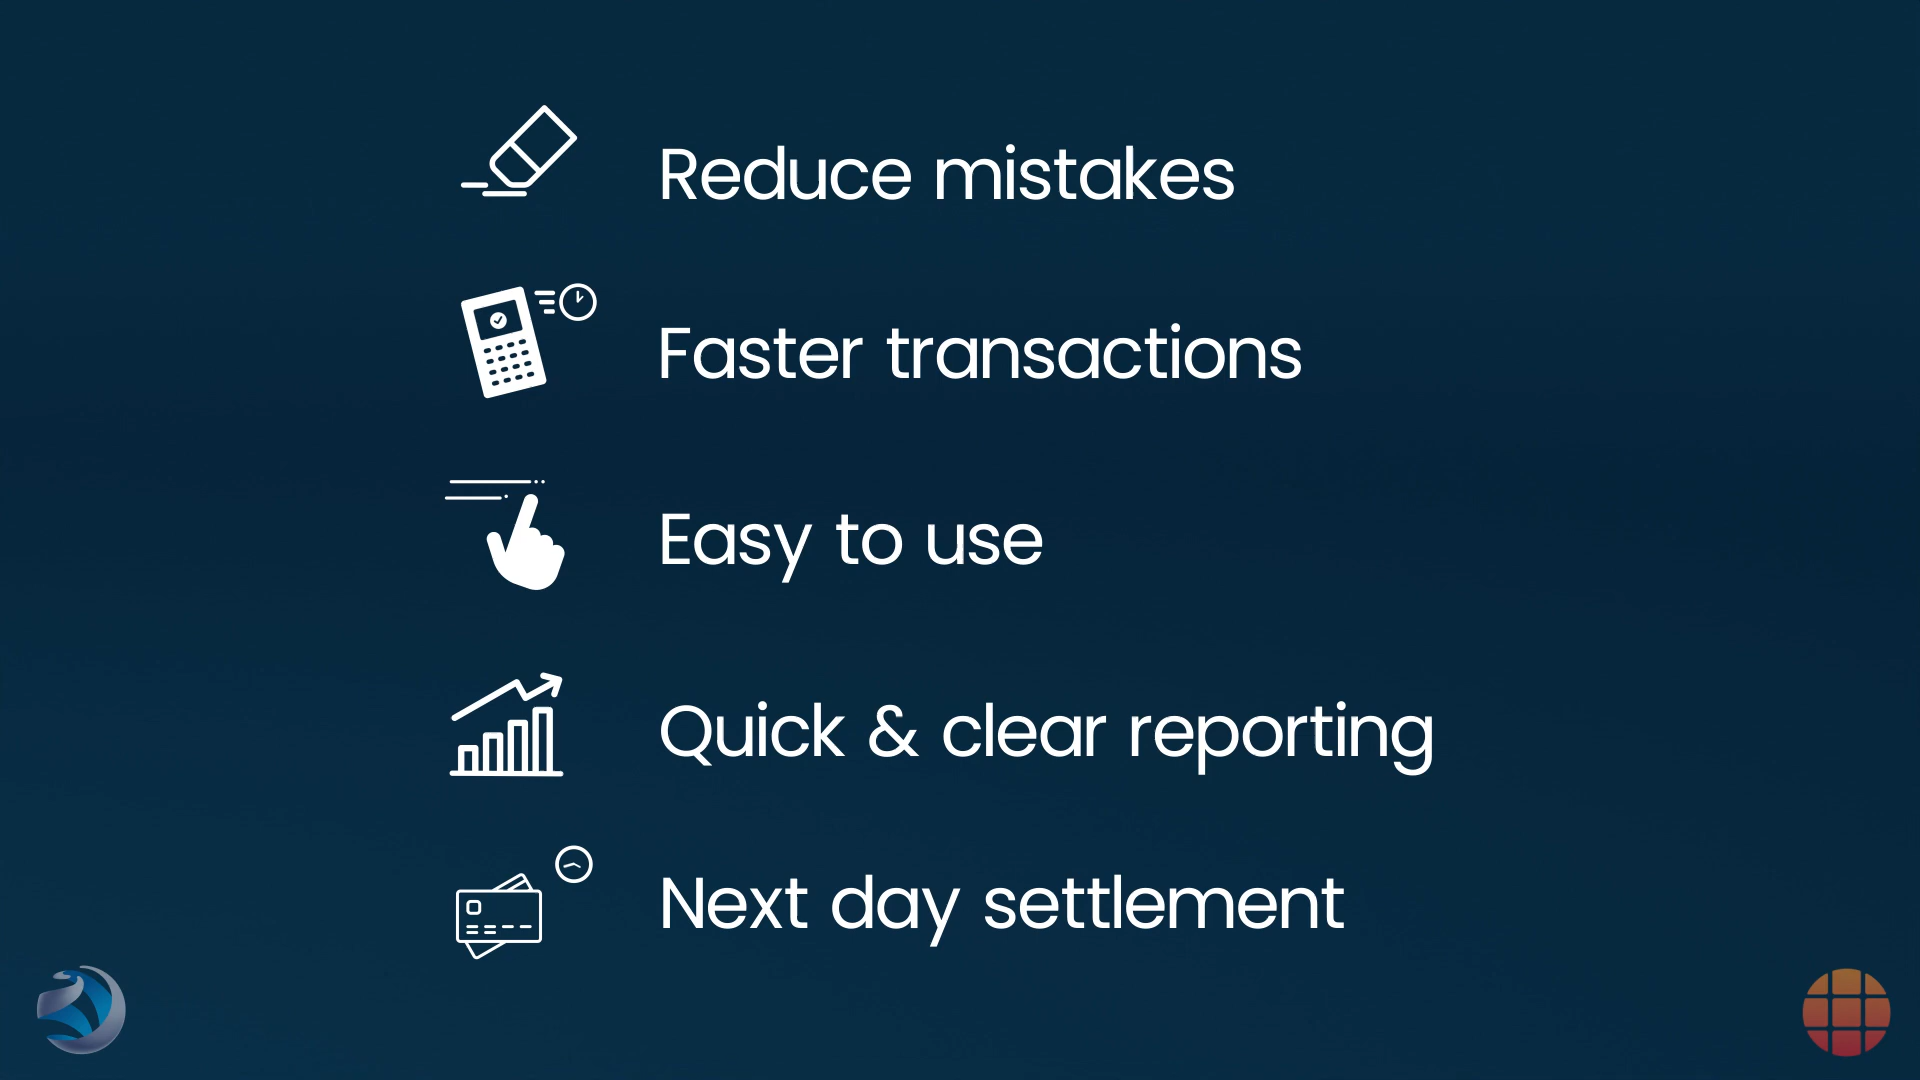 Reduce mistakes
Faster transactions
Easy to use
Quick & clear reporting
Next day settlement